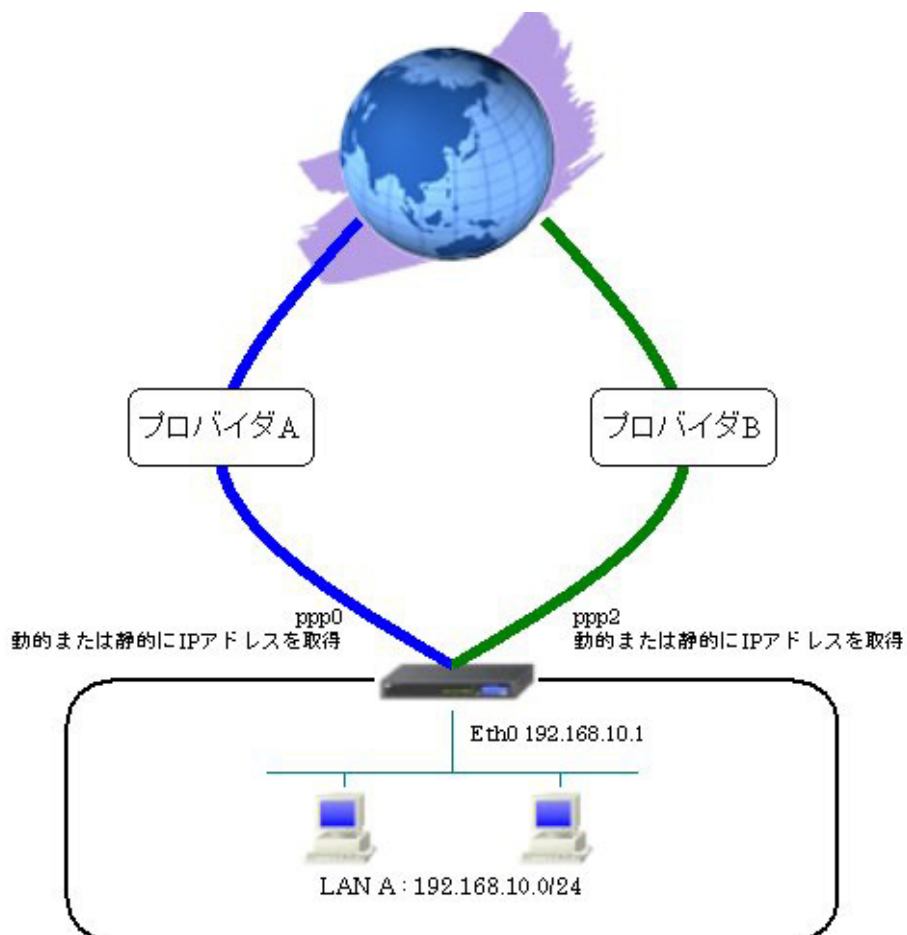 プロバイダA
プロバイダB
ppp0
動的または静的にIPアドレスを取得
ppp2
動的または静的にIPアドレスを取得
Eth0 192.168.10.1
LAN A : 192.168.10.0/24